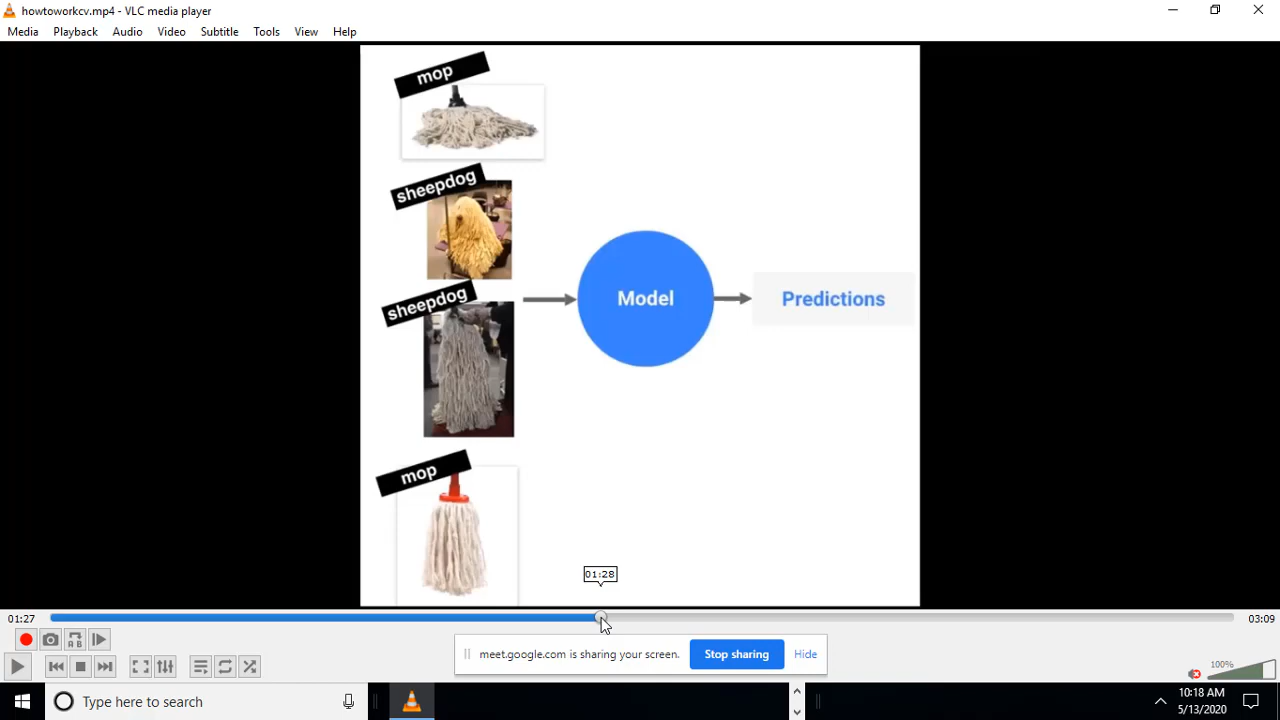 howtoworkcv.mp4 - VLC media player
Media Playback Audio Video Subtitle Tools View Help
mop
sheepdog
sheepdog
Model
Predictions
mop
01:28
01:27
03:09
meet.google.com is sharing your screen.
Stop sharing
Hide
100%
Type here to search
10:18 AM
5/13/2020